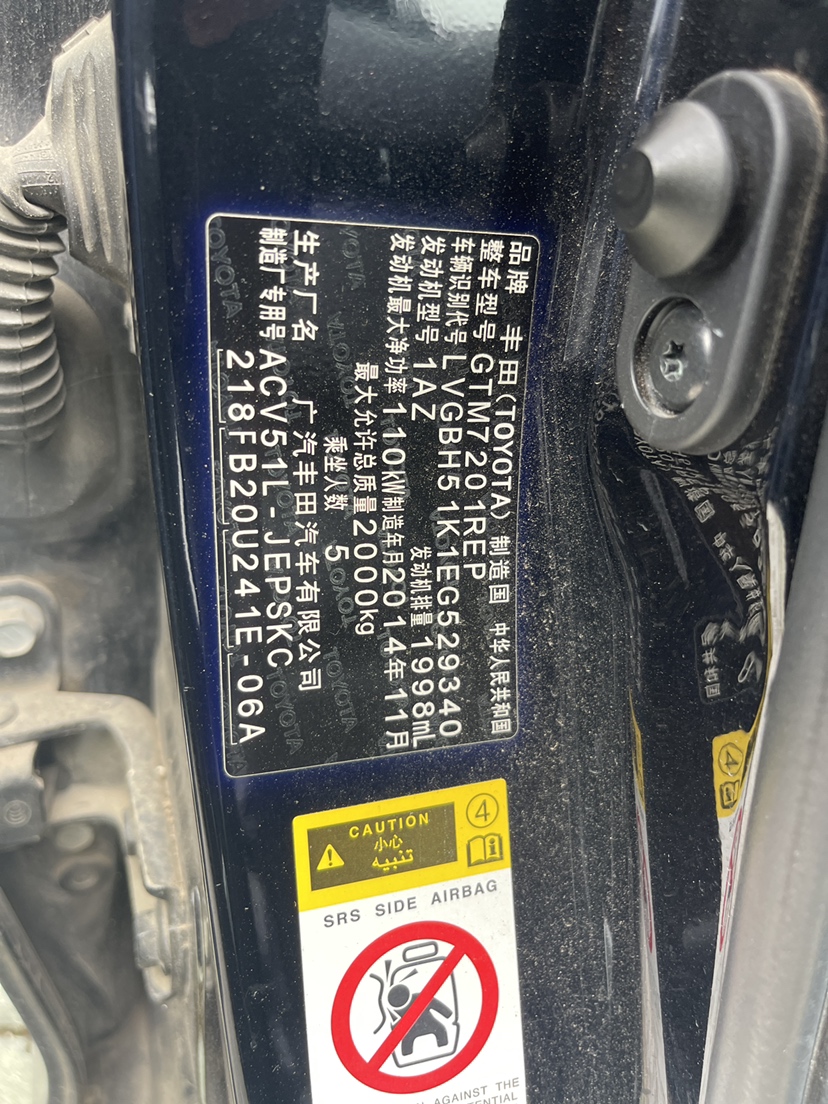 品牌 丰田(TOYOTA) 制造国 中华人民共和国
整车型号 GTM7201REP
车辆识别代号 LVGBH51K1EG529340
发动机型号 1AZ 发动机排量 1998mL
发动机最大净功率 110kW 制造年月 2014年11月
最大允许总质量 2000kg
乘坐人数 5
生产厂名 广汽丰田汽车有限公司
制造厂专用号 ACV51L-JEPSKC
218FB20U241E-06A
CAUTION
小心
تنبيه
4
SRS SIDE AIRBAG
AGAINST THE